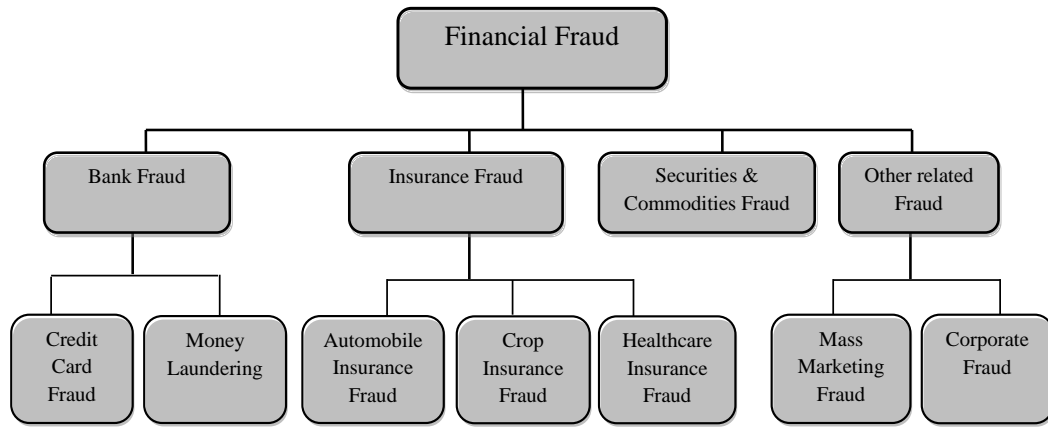 Financial Fraud
Bank Fraud
Insurance Fraud
Securities &
Commodities Fraud
Other related
Fraud
Credit
Card
Fraud
Money
Laundering
Automobile
Insurance
Fraud
Crop
Insurance
Fraud
Healthcare
Insurance
Fraud
Mass
Marketing
Fraud
Corporate
Fraud